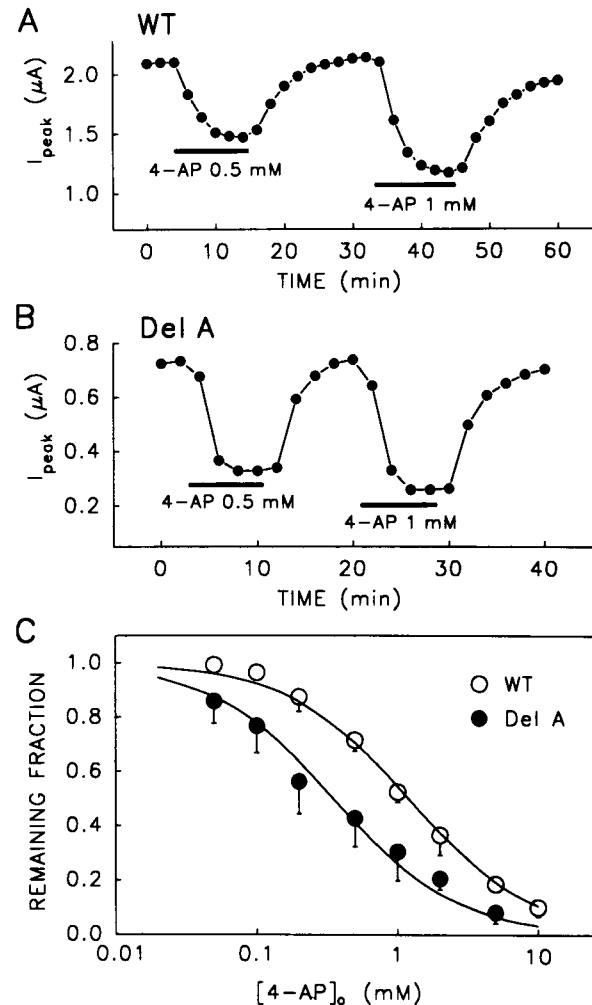 A WT
I_peak (μA)
2.0
1.5
1.0
4-AP 0.5 mM
4-AP 1 mM
0 10 20 30 40 50 60
TIME (min)
B Del A
I_peak (μA)
0.8
0.6
0.4
0.2
4-AP 0.5 mM
4-AP 1 mM
0 10 20 30 40
TIME (min)
C
REMAINING FRACTION
1.0
0.8
0.6
0.4
0.2
0.0
WT
Del A
0.01 0.1 1 10
[4-AP]o (mM)